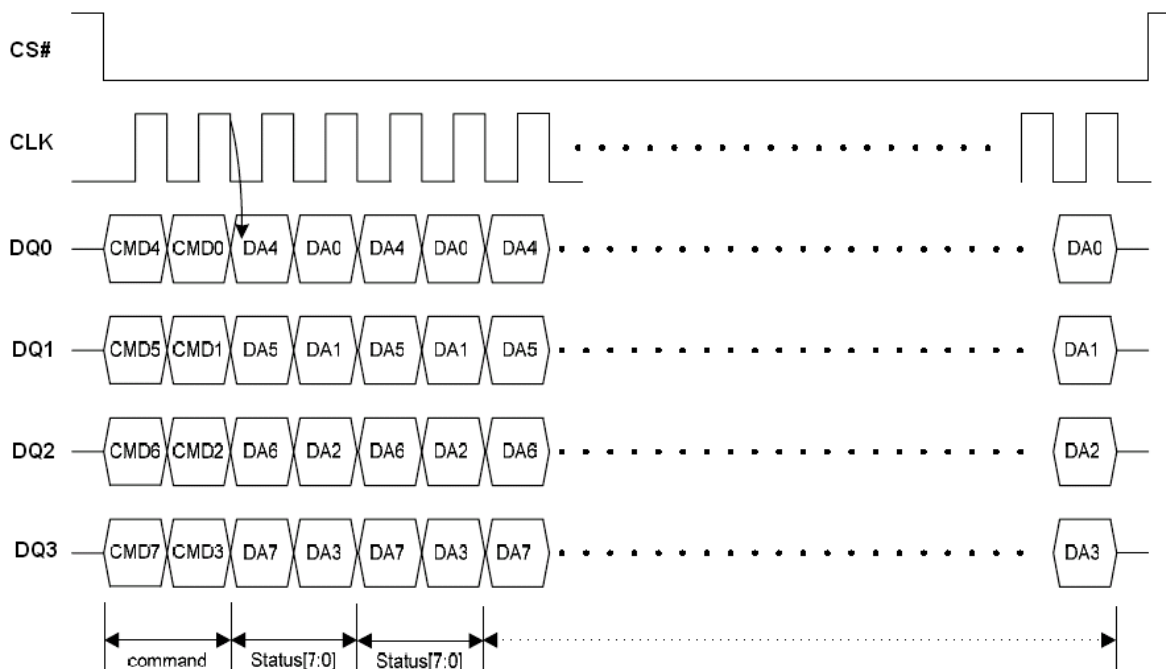 CS#
CLK
DQ0 CMD4 CMD0 DA4 DA0 DA4 DA0 DA4 DA0
DQ1 CMD5 CMD1 DA5 DA1 DA5 DA1 DA5 DA1
DQ2 CMD6 CMD2 DA6 DA2 DA6 DA2 DA6 DA2
DQ3 CMD7 CMD3 DA7 DA3 DA7 DA3 DA7 DA3
command Status[7:0] Status[7:0]